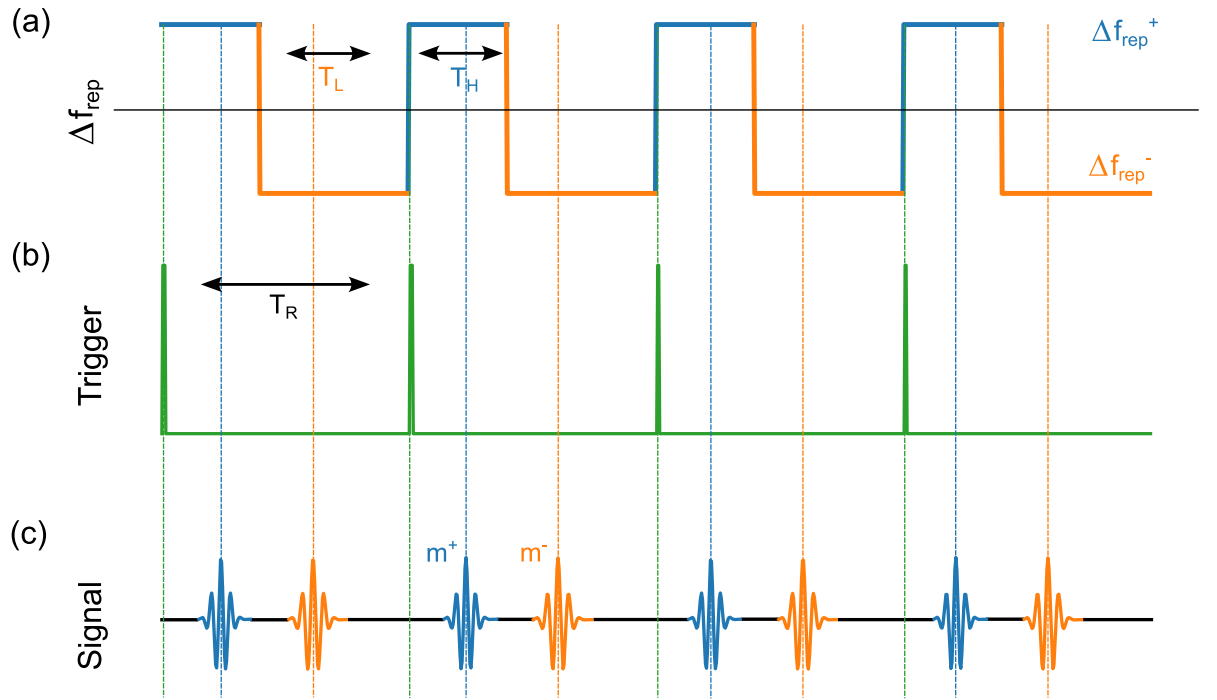 (a)
Δf_rep
T_L
T_H
Δf_rep⁺
Δf_rep⁻
(b)
Trigger
T_R
(c)
Signal
m⁺
m⁻